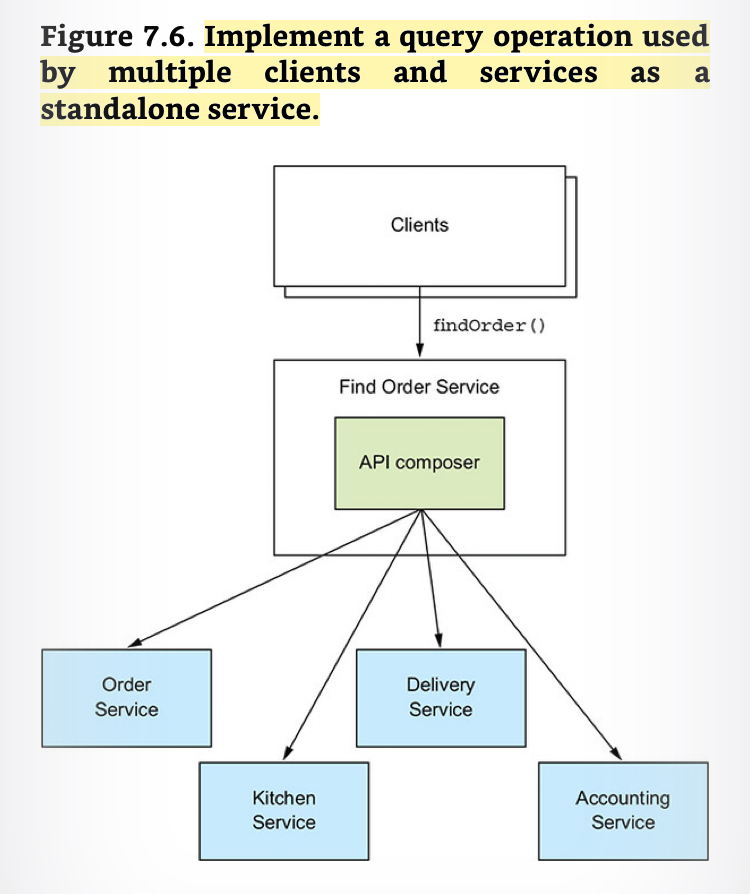 Figure 7.6. Implement a query operation used
by multiple clients and services as a
standalone service.
Clients
findOrder()
Find Order Service
API composer
Order
Service
Delivery
Service
Kitchen
Service
Accounting
Service